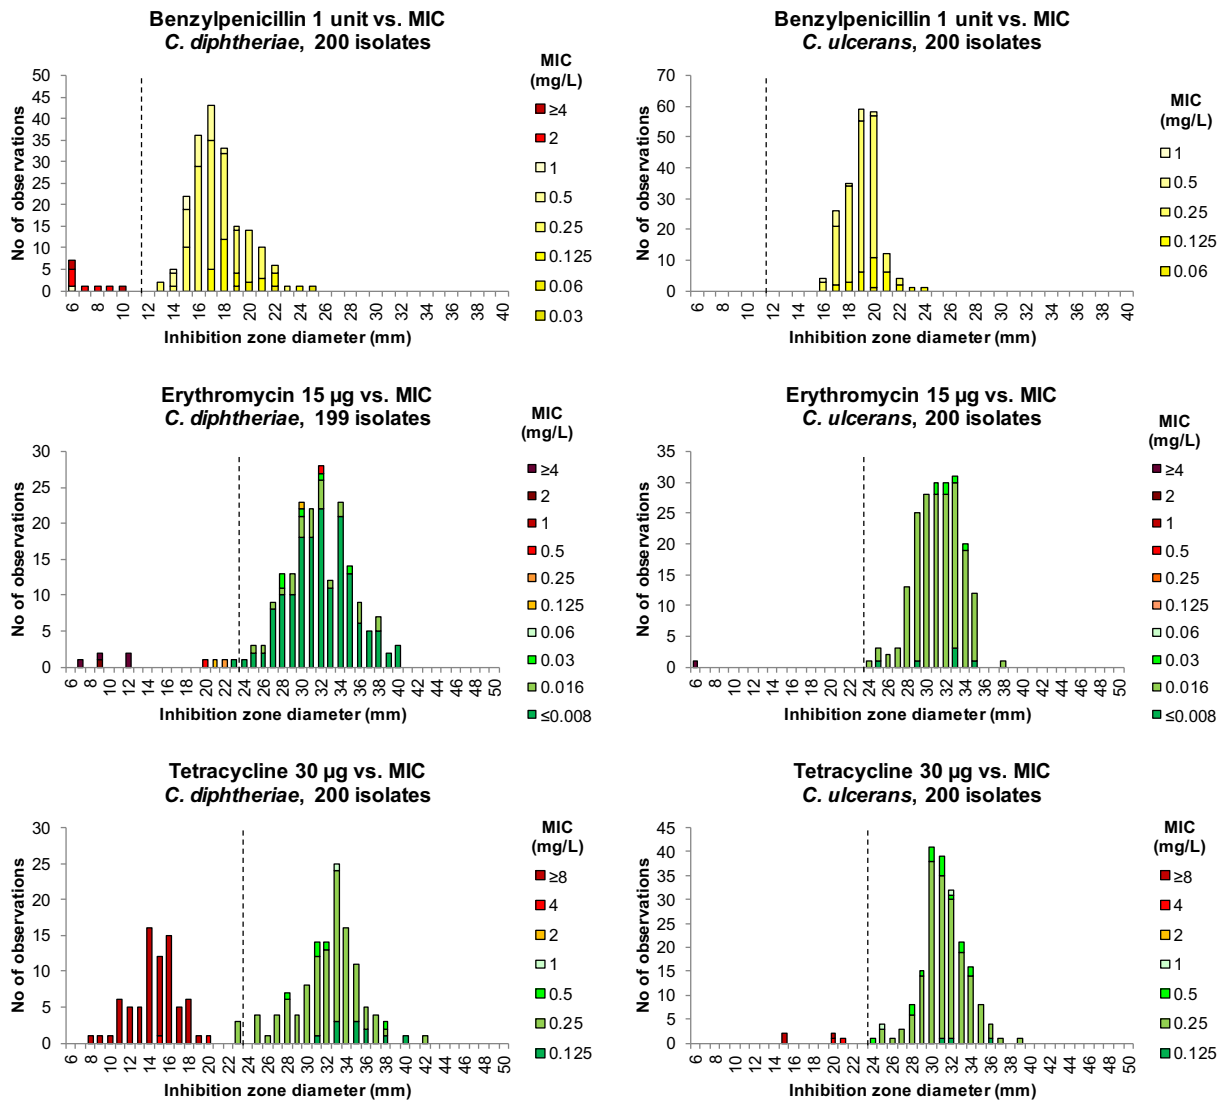 Benzylpenicillin 1 unit vs. MIC
C. diphtheriae, 200 isolates
MIC
(mg/L)
≥4
2
1
0.5
0.25
0.125
0.06
0.03
No of observations
50
45
40
35
30
25
20
15
10
5
0
6 8 10 12 14 16 18 20 22 24 26 28 30 32 34 36 38 40
Inhibition zone diameter (mm)
Benzylpenicillin 1 unit vs. MIC
C. ulcerans, 200 isolates
MIC
(mg/L)
1
0.5
0.25
0.125
0.06
No of observations
70
60
50
40
30
20
10
0
6 8 10 12 14 16 18 20 22 24 26 28 30 32 34 36 38 40
Inhibition zone diameter (mm)
Erythromycin 15 µg vs. MIC
C. diphtheriae, 199 isolates
MIC
(mg/L)
≥4
2
1
0.5
0.25
0.125
0.06
0.03
0.016
≤0.008
No of observations
30
25
20
15
10
5
0
6 8 10 12 14 16 18 20 22 24 26 28 30 32 34 36 38 40 42 44 46 48 50
Inhibition zone diameter (mm)
Erythromycin 15 µg vs. MIC
C. ulcerans, 200 isolates
MIC
(mg/L)
≥4
2
1
0.5
0.25
0.125
0.06
0.03
0.016
≤0.008
No of observations
35
30
25
20
15
10
5
0
6 8 10 12 14 16 18 20 22 24 26 28 30 32 34 36 38 40 42 44 46 48 50
Inhibition zone diameter (mm)
Tetracycline 30 µg vs. MIC
C. diphtheriae, 200 isolates
MIC
(mg/L)
≥8
4
2
1
0.5
0.25
0.125
No of observations
30
25
20
15
10
5
0
6 8 10 12 14 16 18 20 22 24 26 28 30 32 34 36 38 40 42 44 46 48 50
Inhibition zone diameter (mm)
Tetracycline 30 µg vs. MIC
C. ulcerans, 200 isolates
MIC
(mg/L)
≥8
4
2
1
0.5
0.25
0.125
No of observations
45
40
35
30
25
20
15
10
5
0
6 8 10 12 14 16 18 20 22 24 26 28 30 32 34 36 38 40 42 44 46 48 50
Inhibition zone diameter (mm)